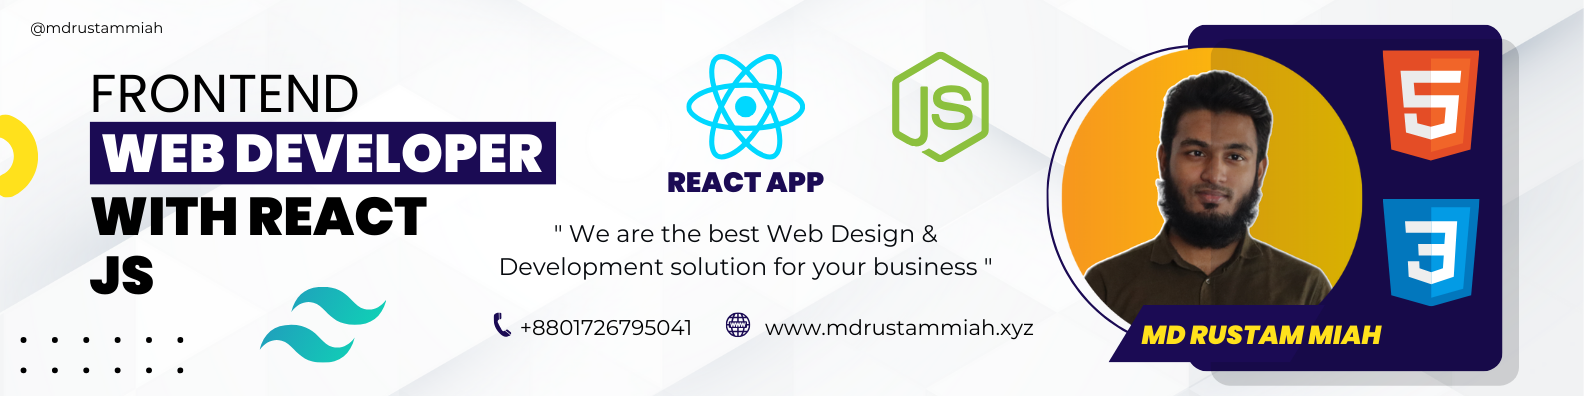 @mdrustammiah
FRONTEND
WEB DEVELOPER
WITH REACT
JS
REACT APP
JS
" We are the best Web Design &
Development solution for your business "
+8801726795041
www.mdrustammiah.xyz
5
3
MD RUSTAM MIAH